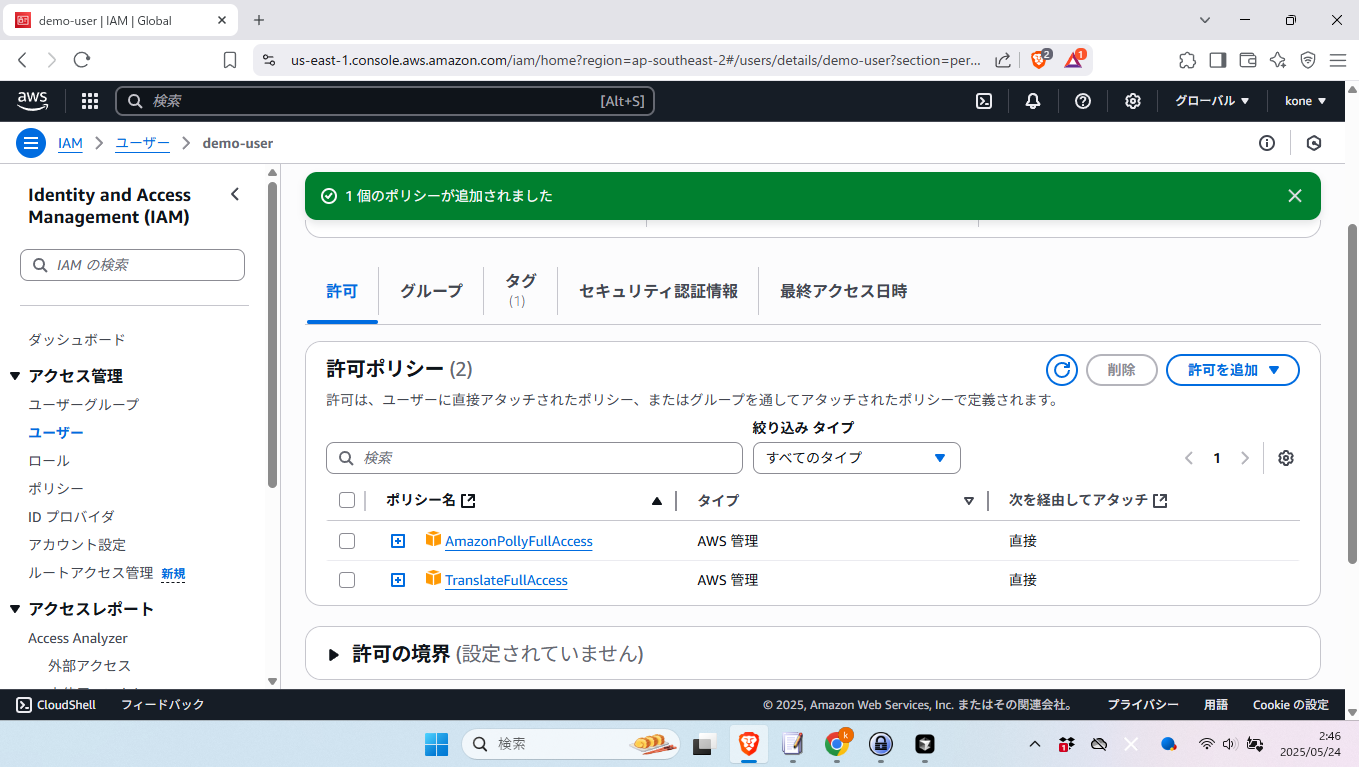 demo-user | IAM | Global
us-east-1.console.aws.amazon.com/iam/home?region=ap-southeast-2#/users/details/demo-user?section=per...
2
1
aws
検索
[Alt+S]
グローバル
kone
IAM
ユーザー
demo-user
Identity and Access
Management (IAM)
IAM の検索
ダッシュボード
アクセス管理
ユーザーグループ
ユーザー
ロール
ポリシー
ID プロバイダ
アカウント設定
ルートアクセス管理 新規
アクセスレポート
Access Analyzer
外部アクセス
1 個のポリシーが追加されました
許可
グループ
タグ
(1)
セキュリティ認証情報
最終アクセス日時
許可ポリシー (2)
削除
許可を追加
許可は、ユーザーに直接アタッチされたポリシー、またはグループを通してアタッチされたポリシーで定義されます。
絞り込み タイプ
検索
すべてのタイプ
1
ポリシー名
タイプ
次を経由してアタッチ
AmazonPollyFullAccess
AWS 管理
直接
TranslateFullAccess
AWS 管理
直接
許可の境界 (設定されていません)
CloudShell
フィードバック
© 2025, Amazon Web Services, Inc. またはその関連会社。
プライバシー
用語
Cookie の設定
検索
k
1
2:46
2025/05/24